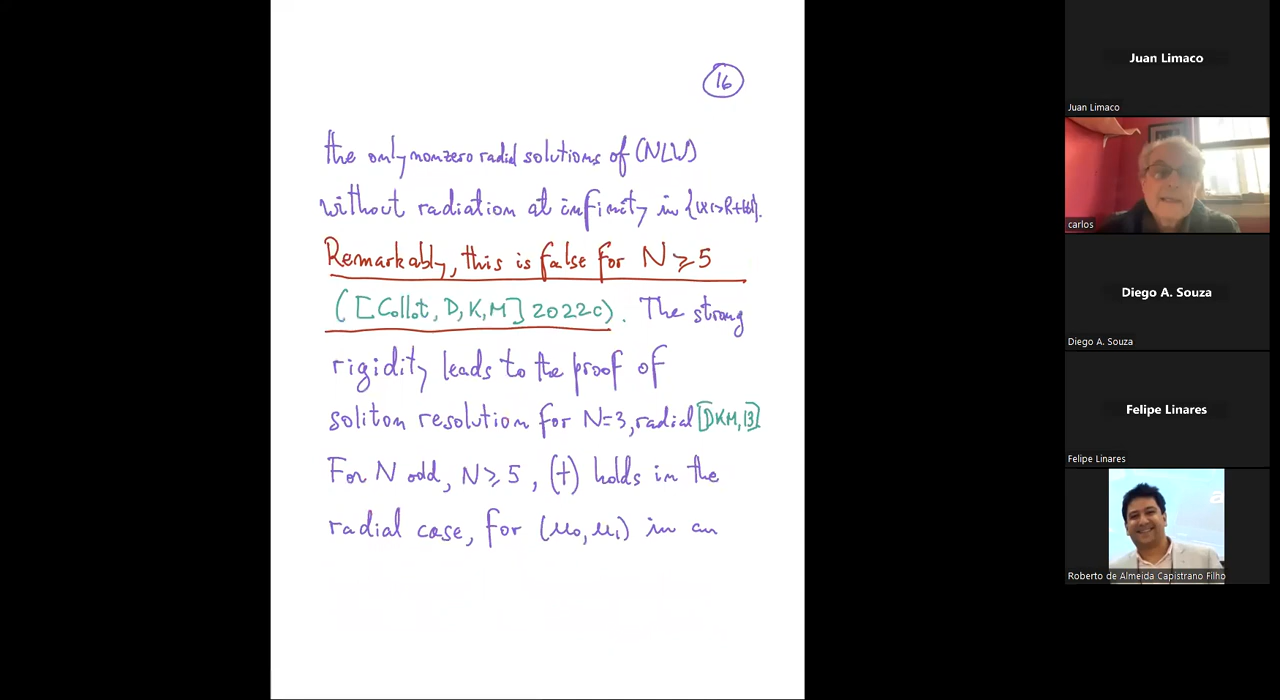 16
the only nonzero radial solutions of (NLW)
without radiation at infinity in {|x|>R+|t|}.
Remarkably, this is false for N ⩾ 5
([Collot, D, K, M] 2022c). The strong
rigidity leads to the proof of
soliton resolution for N=3, radial [DKM, 13]
For N odd, N ⩾ 5, (†) holds in the
radial case, for (u₀, u₁) in an
Juan Limaco
Juan Limaco
carlos
Diego A. Souza
Diego A. Souza
Felipe Linares
Felipe Linares
Roberto de Almeida Capistrano Filho